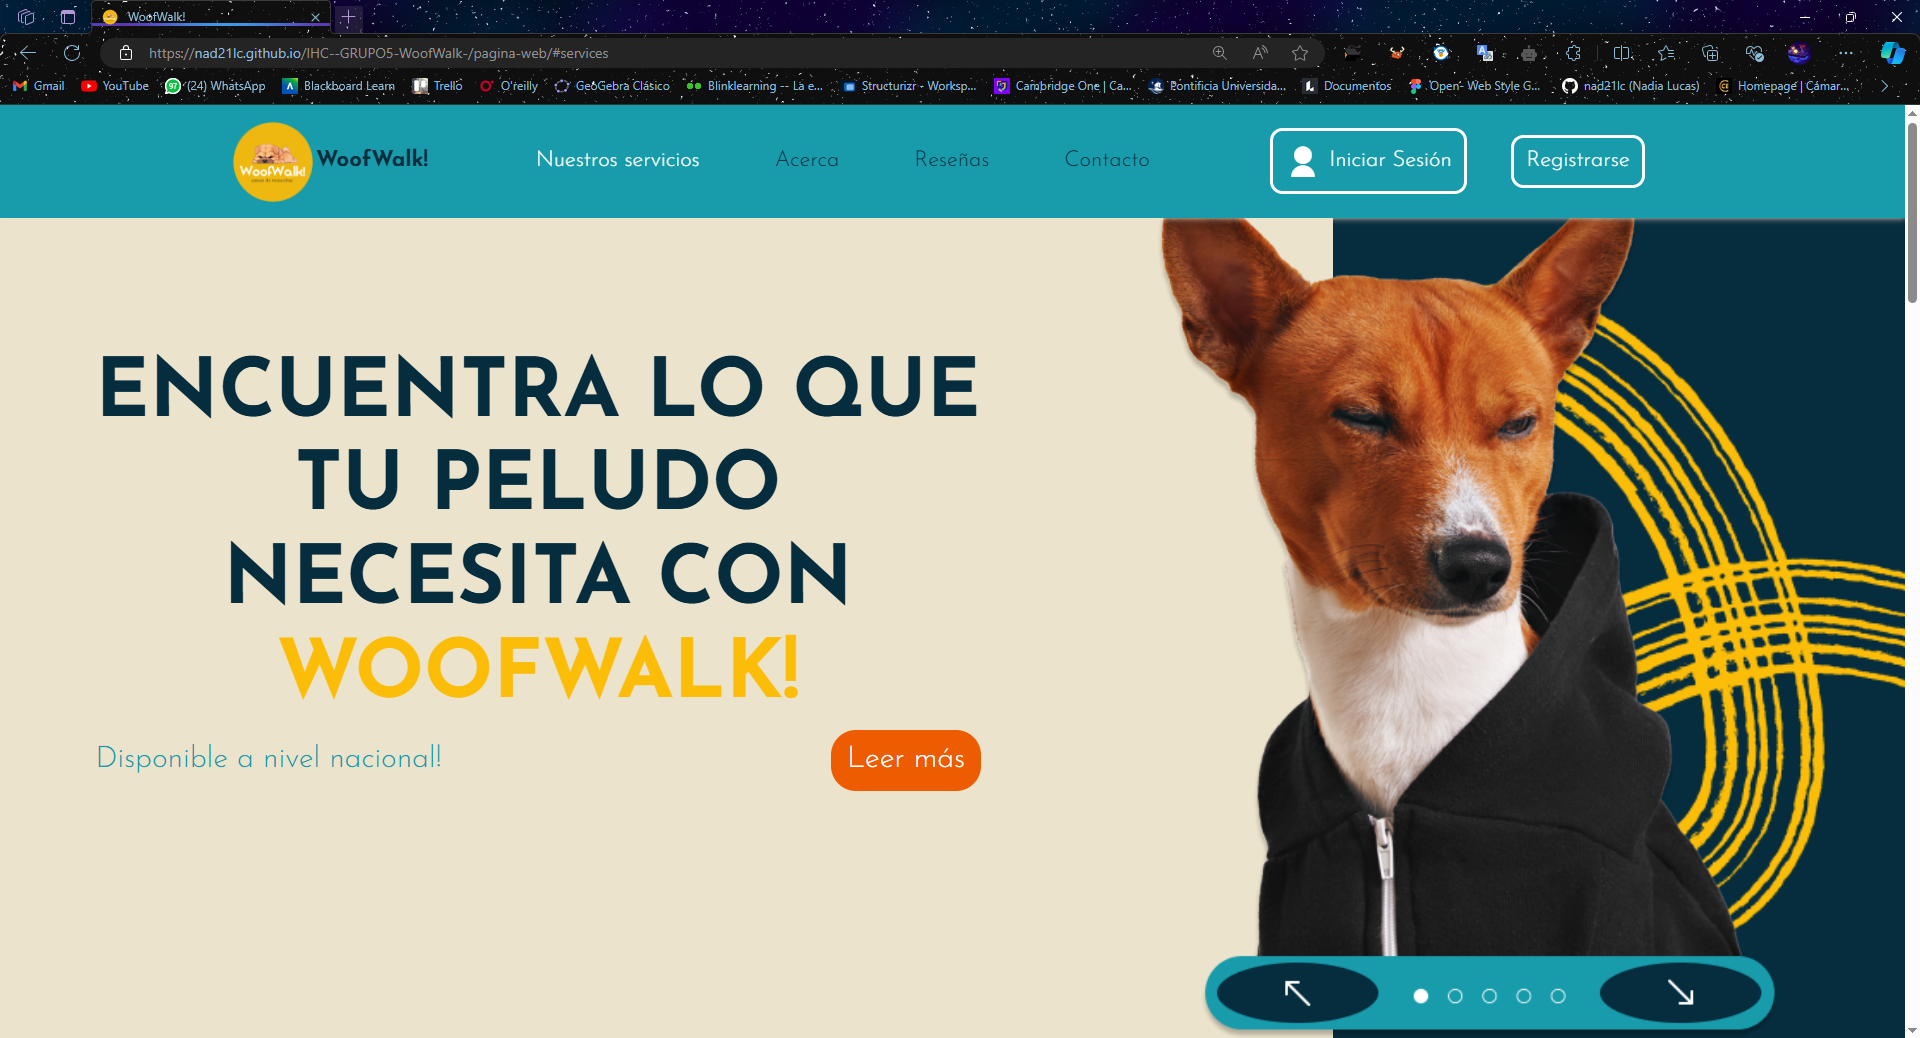 WoofWalk!
https://nad21lc.github.io/IHC--GRUPO5-WoofWalk-/pagina-web/#services
Gmail
YouTube
(24) WhatsApp
Blackboard Learn
Trello
O'reilly
GeoGebra Clásico
Blinklearning -- La e...
Structurizr - Worksp...
Cambridge One | Ca...
Pontificia Universida...
Documentos
Open- Web Style G...
nad21lc (Nadia Lucas)
Homepage | Cámar...
WoofWalk!
WoofWalk!
Nuestros servicios
Acerca
Reseñas
Contacto
Iniciar Sesión
Registrarse
ENCUENTRA LO QUE
TU PELUDO
NECESITA CON
WOOFWALK!
Disponible a nivel nacional!
Leer más